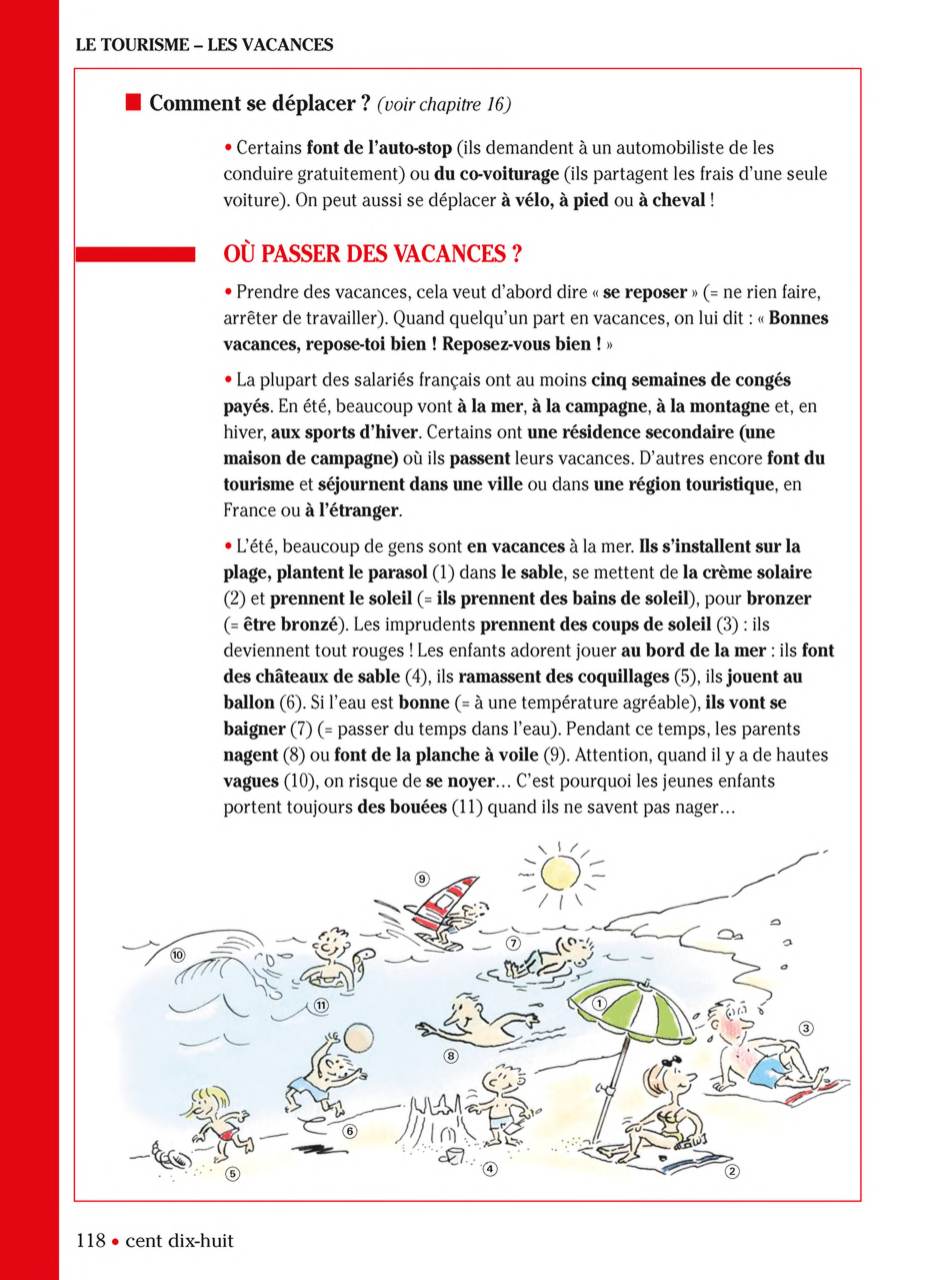 LE TOURISME – LES VACANCES
■ Comment se déplacer ? (voir chapitre 16)
• Certains font de l’auto-stop (ils demandent à un automobiliste de les
conduire gratuitement) ou du co-voiturage (ils partagent les frais d’une seule
voiture). On peut aussi se déplacer à vélo, à pied ou à cheval !
OÙ PASSER DES VACANCES ?
• Prendre des vacances, cela veut d’abord dire « se reposer » (= ne rien faire,
arrêter de travailler). Quand quelqu’un part en vacances, on lui dit : « Bonnes
vacances, repose-toi bien ! Reposez-vous bien ! »
• La plupart des salariés français ont au moins cinq semaines de congés
payés. En été, beaucoup vont à la mer, à la campagne, à la montagne et, en
hiver, aux sports d’hiver. Certains ont une résidence secondaire (une
maison de campagne) où ils passent leurs vacances. D’autres encore font du
tourisme et séjournent dans une ville ou dans une région touristique, en
France ou à l’étranger.
• L’été, beaucoup de gens sont en vacances à la mer. Ils s’installent sur la
plage, plantent le parasol (1) dans le sable, se mettent de la crème solaire
(2) et prennent le soleil (= ils prennent des bains de soleil), pour bronzer
(= être bronzé). Les imprudents prennent des coups de soleil (3) : ils
deviennent tout rouges ! Les enfants adorent jouer au bord de la mer : ils font
des châteaux de sable (4), ils ramassent des coquillages (5), ils jouent au
ballon (6). Si l’eau est bonne (= à une température agréable), ils vont se
baigner (7) (= passer du temps dans l’eau). Pendant ce temps, les parents
nagent (8) ou font de la planche à voile (9). Attention, quand il y a de hautes
vagues (10), on risque de se noyer… C’est pourquoi les jeunes enfants
portent toujours des bouées (11) quand ils ne savent pas nager…
9
7
10
11
1
3
8
6
5
4
2
118 • cent dix-huit